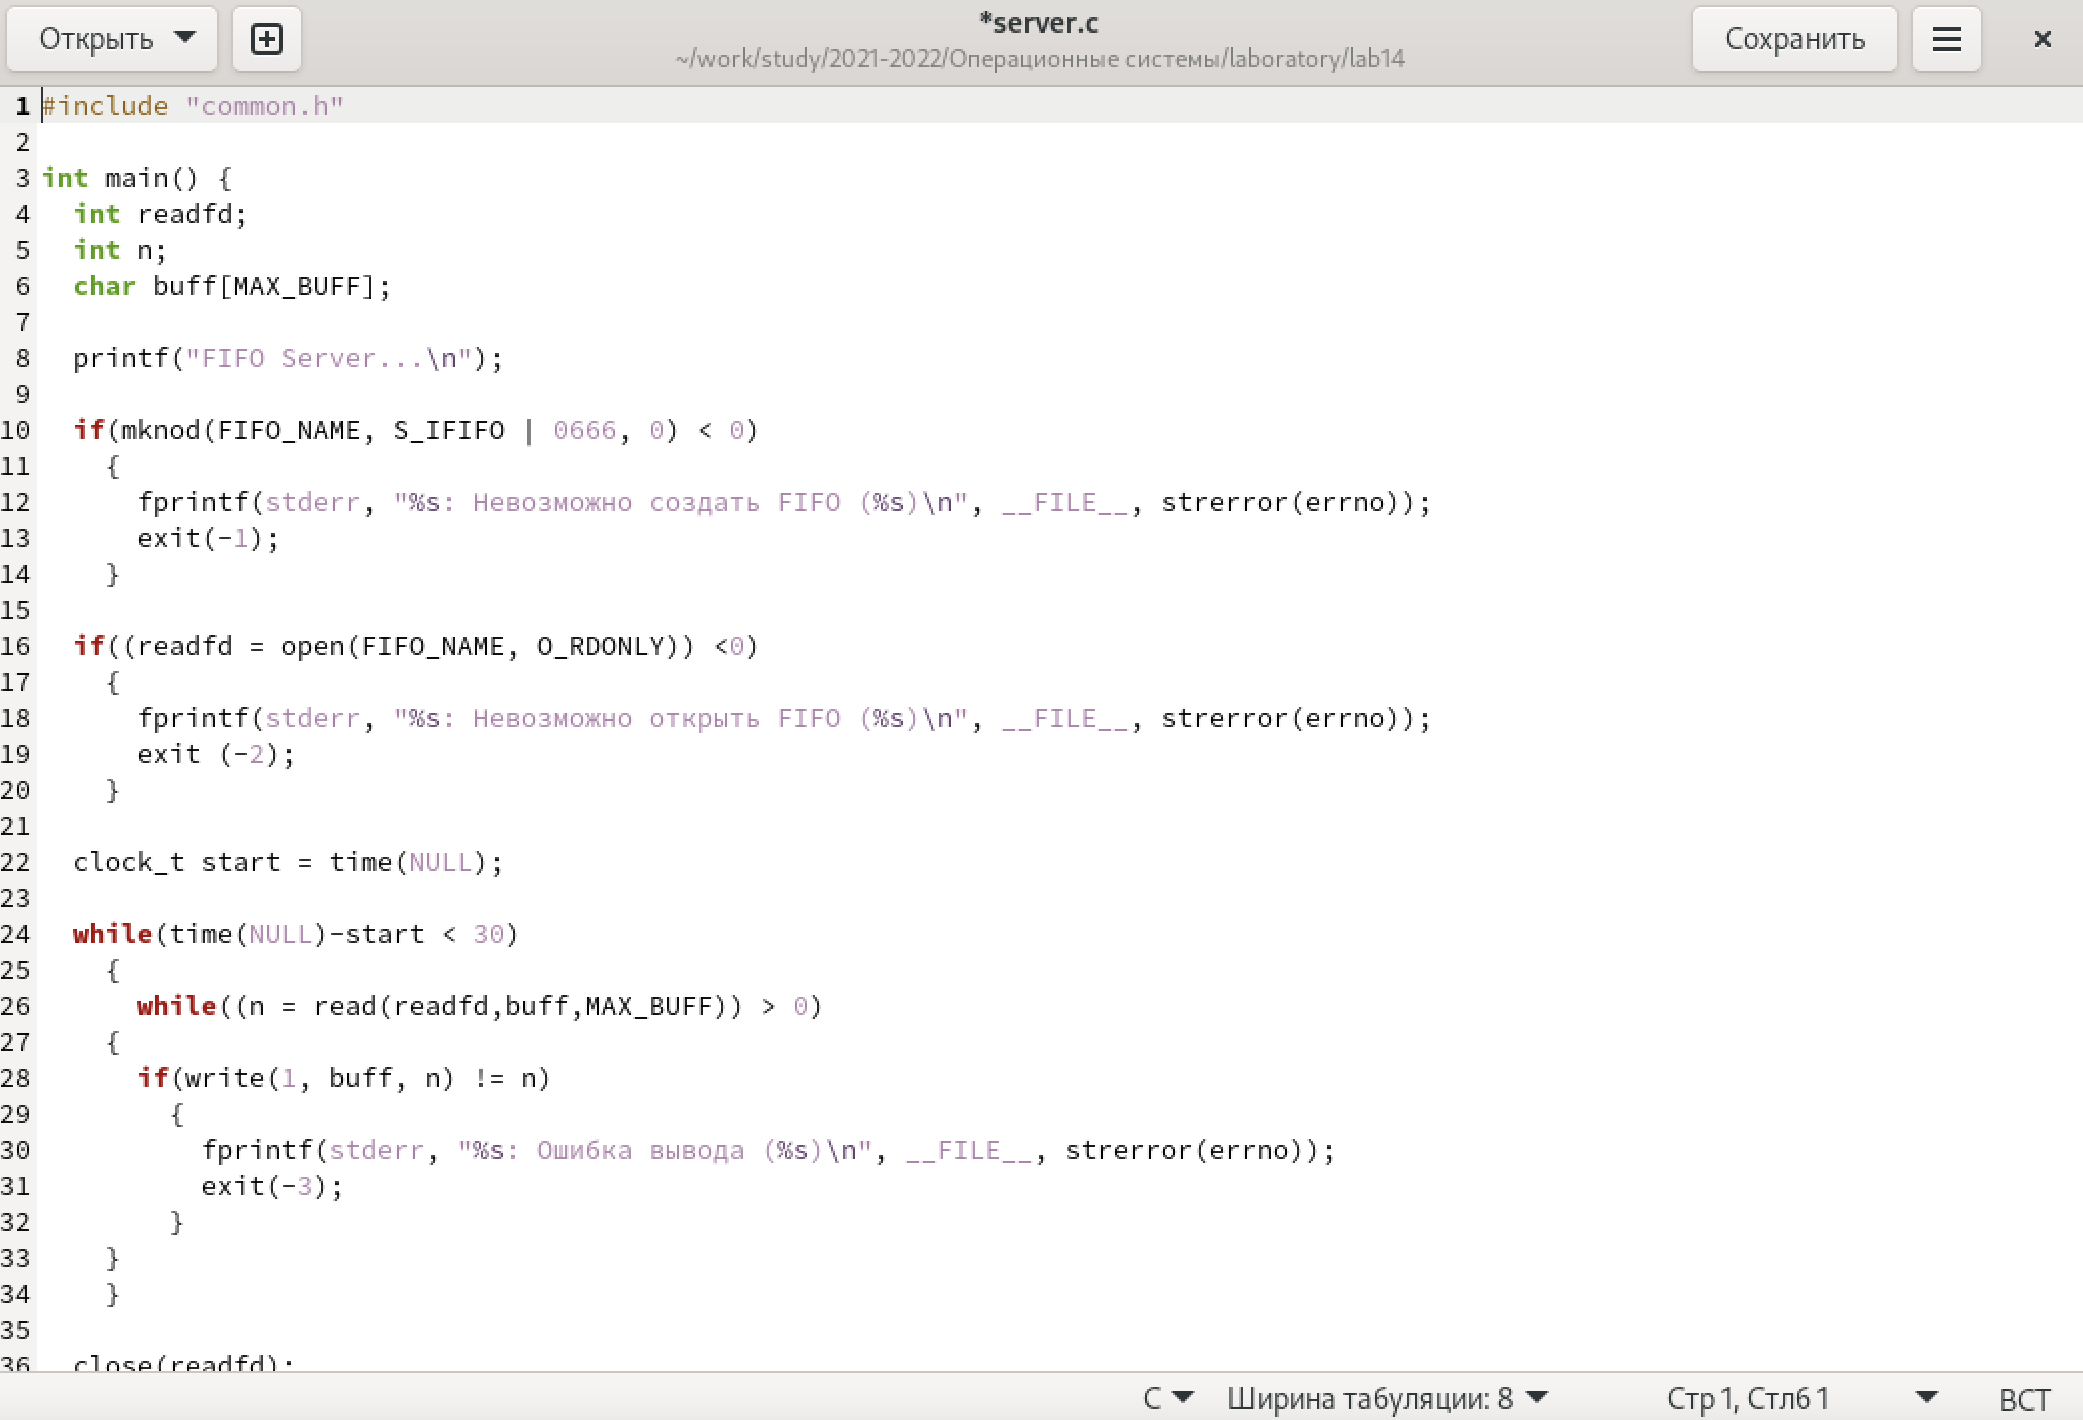 Открыть
*server.c
~/work/study/2021-2022/Операционные системы/laboratory/lab14
Сохранить
1 #include "common.h"
2
3 int main() {
4   int readfd;
5   int n;
6   char buff[MAX_BUFF];
7
8   printf("FIFO Server...\n");
9
10   if(mknod(FIFO_NAME, S_IFIFO | 0666, 0) < 0)
11     {
12       fprintf(stderr, "%s: Невозможно создать FIFO (%s)\n", __FILE__, strerror(errno));
13       exit(-1);
14     }
15
16   if((readfd = open(FIFO_NAME, O_RDONLY)) <0)
17     {
18       fprintf(stderr, "%s: Невозможно открыть FIFO (%s)\n", __FILE__, strerror(errno));
19       exit (-2);
20     }
21
22   clock_t start = time(NULL);
23
24   while(time(NULL)-start < 30)
25     {
26       while((n = read(readfd,buff,MAX_BUFF)) > 0)
27     {
28       if(write(1, buff, n) != n)
29         {
30           fprintf(stderr, "%s: Ошибка вывода (%s)\n", __FILE__, strerror(errno));
31           exit(-3);
32         }
33     }
34     }
35
36   close(readfd);
C
Ширина табуляции: 8
Стр 1, Стлб 1
ВСТ